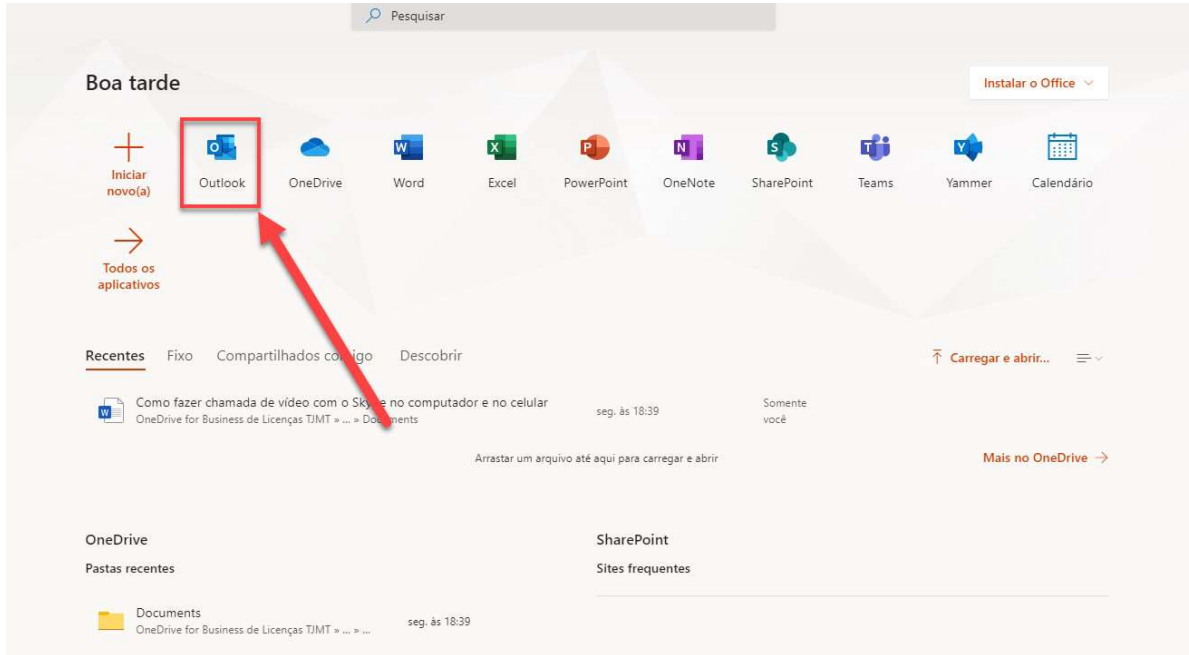 Pesquisar
Boa tarde
Instalar o Office
Iniciar novo(a)
Outlook
OneDrive
Word
Excel
PowerPoint
OneNote
SharePoint
Teams
Yammer
Calendário
Todos os aplicativos
Recentes
Fixo
Compartilhados comigo
Descobrir
Carregar e abrir...
Como fazer chamada de vídeo com o Skype no computador e no celular
OneDrive for Business de Licenças TJMT » ... » Documents
seg. às 18:39
Somente você
Arrastar um arquivo até aqui para carregar e abrir
Mais no OneDrive
OneDrive
SharePoint
Pastas recentes
Sites frequentes
Documents
OneDrive for Business de Licenças TJMT » ... » ...
seg. às 18:39